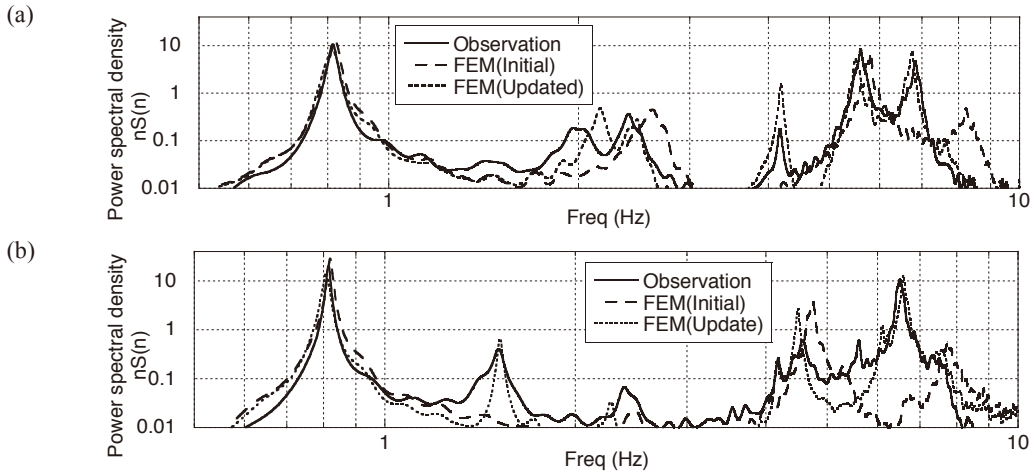 (a)
Power spectral density
nS(n)
10
1
0.1
0.01
Observation
FEM(Initial)
FEM(Updated)
1
10
Freq (Hz)
(b)
Power spectral density
nS(n)
10
1
0.1
0.01
Observation
FEM(Initial)
FEM(Update)
1
10
Freq (Hz)